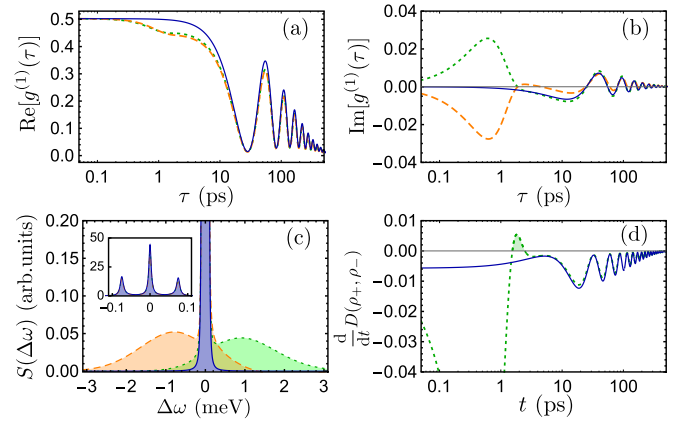 0.5
0.4
0.3
0.2
0.1
0.0
Re[g^{(1)}(τ)]
(a)
0.1 1 10 100
τ (ps)
0.04
0.02
0.00
−0.02
−0.04
Im[g^{(1)}(τ)]
(b)
0.1 1 10 100
τ (ps)
0.20
0.15
0.10
0.05
0.00
S(Δω) (arb.units)
50
25
0
−0.1 0 0.1
(c)
−3 −2 −1 0 1 2 3
Δω (meV)
0.01
0.00
−0.01
−0.02
−0.03
−0.04
d/dt D(ρ₊, ρ₋)
(d)
0.1 1 10 100
t (ps)